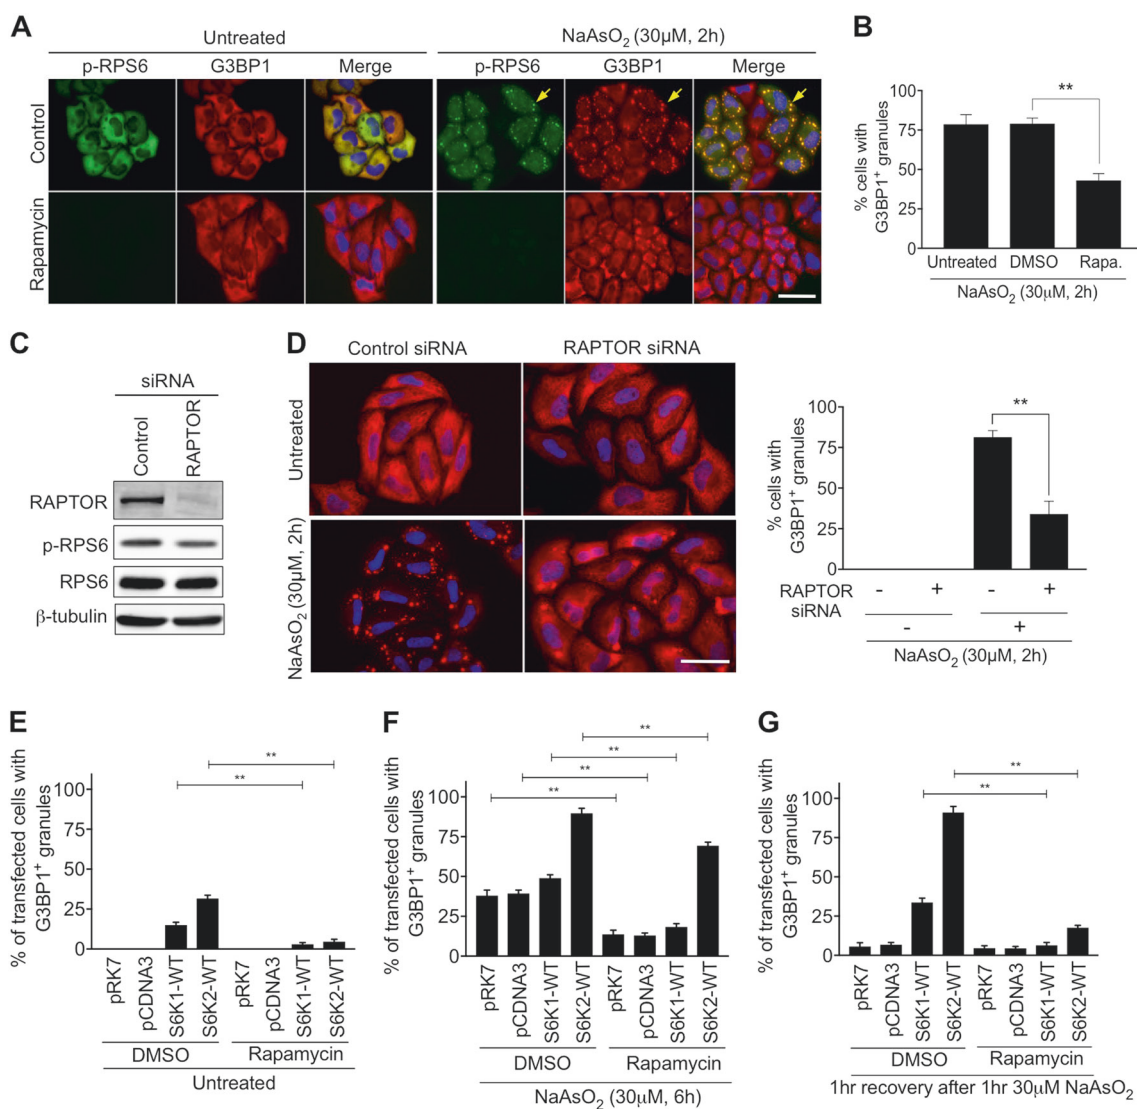 A
Untreated
NaAsO2 (30μM, 2h)
p-RPS6 G3BP1 Merge p-RPS6 G3BP1 Merge
Control
Rapamycin
B
% cells with
G3BP1+ granules
100
75
50
25
0
**
Untreated DMSO Rapa.
NaAsO2 (30μM, 2h)
C
siRNA
Control
RAPTOR
RAPTOR
p-RPS6
RPS6
β-tubulin
D
Control siRNA RAPTOR siRNA
Untreated
NaAsO2 (30μM, 2h)
% cells with
G3BP1+ granules
100
75
50
25
0
**
RAPTOR
siRNA
- + - +
- +
NaAsO2 (30μM, 2h)
E
% of transfected cells with
G3BP1+ granules
100
75
50
25
0
**
**
pRK7
pCDNA3
S6K1-WT
S6K2-WT
pRK7
pCDNA3
S6K1-WT
S6K2-WT
DMSO Rapamycin
Untreated
F
% of transfected cells with
G3BP1+ granules
100
75
50
25
0
**
**
**
**
pRK7
pCDNA3
S6K1-WT
S6K2-WT
pRK7
pCDNA3
S6K1-WT
S6K2-WT
DMSO Rapamycin
NaAsO2 (30μM, 6h)
G
% of transfected cells with
G3BP1+ granules
100
75
50
25
0
**
**
pRK7
pCDNA3
S6K1-WT
S6K2-WT
pRK7
pCDNA3
S6K1-WT
S6K2-WT
DMSO Rapamycin
1hr recovery after 1hr 30μM NaAsO2